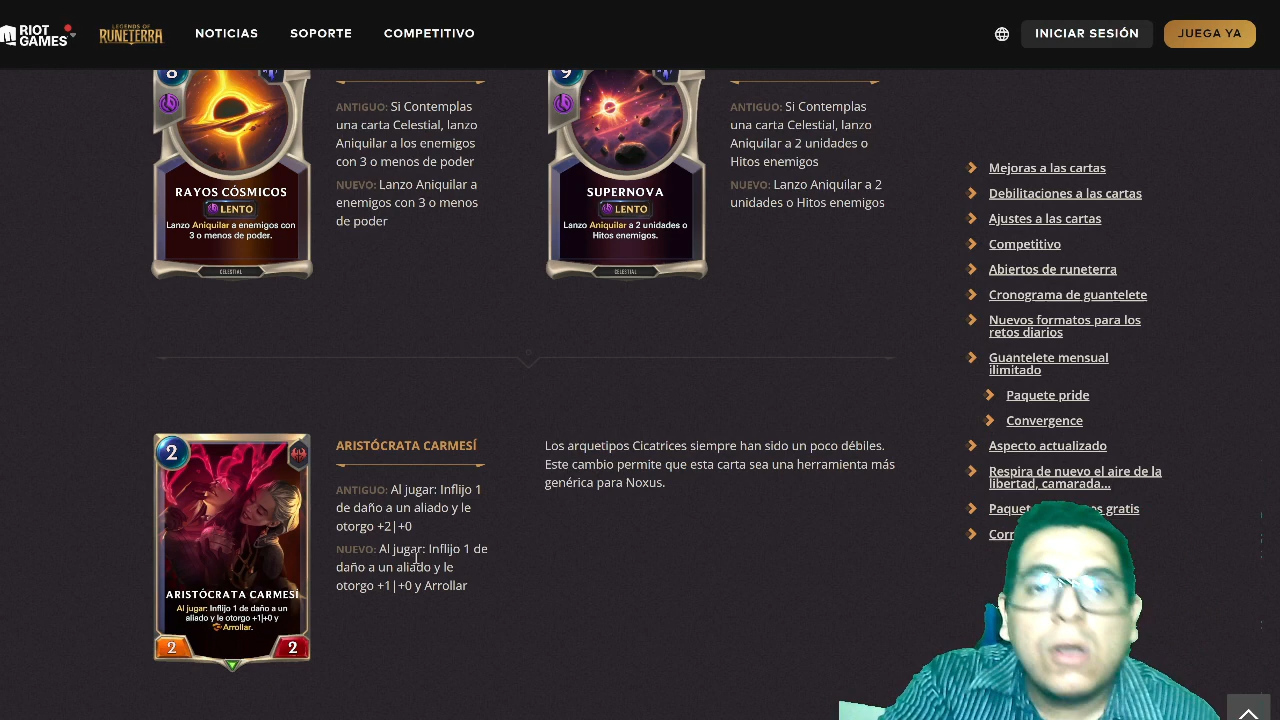 RIOT GAMES
LEGENDS OF RUNETERRA
NOTICIAS
SOPORTE
COMPETITIVO
INICIAR SESIÓN
JUEGA YA
8
RAYOS CÓSMICOS
LENTO
Lanzo Aniquilar a enemigos con
3 o menos de poder.
CELESTIAL
ANTIGUO: Si Contemplas
una carta Celestial, lanzo
Aniquilar a los enemigos
con 3 o menos de poder
NUEVO: Lanzo Aniquilar a
enemigos con 3 o menos
de poder
9
SUPERNOVA
LENTO
Lanzo Aniquilar a 2 unidades o
Hitos enemigos.
CELESTIAL
ANTIGUO: Si Contemplas
una carta Celestial, lanzo
Aniquilar a 2 unidades o
Hitos enemigos
NUEVO: Lanzo Aniquilar a 2
unidades o Hitos enemigos
2
ARISTÓCRATA CARMESÍ
Al jugar: Inflijo 1 de daño a un
aliado y le otorgo +1|+0 y
Arrollar.
2
2
ARISTÓCRATA CARMESÍ
ANTIGUO: Al jugar: Inflijo 1
de daño a un aliado y le
otorgo +2|+0
NUEVO: Al jugar: Inflijo 1 de
daño a un aliado y le
otorgo +1|+0 y Arrollar
Los arquetipos Cicatrices siempre han sido un poco débiles.
Este cambio permite que esta carta sea una herramienta más
genérica para Noxus.
Mejoras a las cartas
Debilitaciones a las cartas
Ajustes a las cartas
Competitivo
Abiertos de runeterra
Cronograma de guantelete
Nuevos formatos para los
retos diarios
Guantelete mensual
ilimitado
Paquete pride
Convergence
Aspecto actualizado
Respira de nuevo el aire de la
libertad, camarada...
gratis